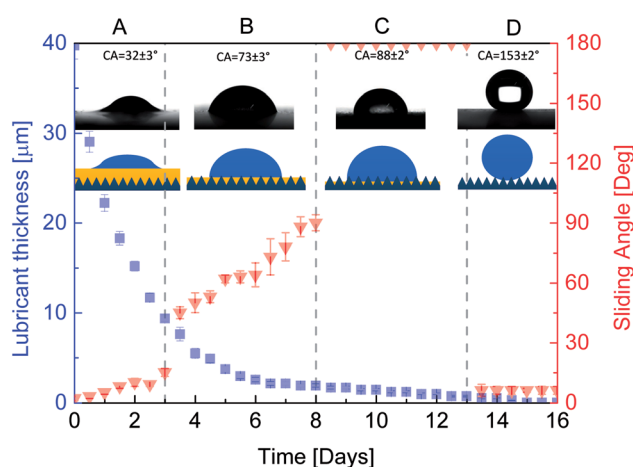 A B C D
CA=32±3° CA=73±3° CA=88±2° CA=153±2°
40
30
20
10
0
Lubricant thickness [μm]
180
150
120
90
60
30
0
Sliding Angle [Deg]
0 2 4 6 8 10 12 14 16
Time [Days]